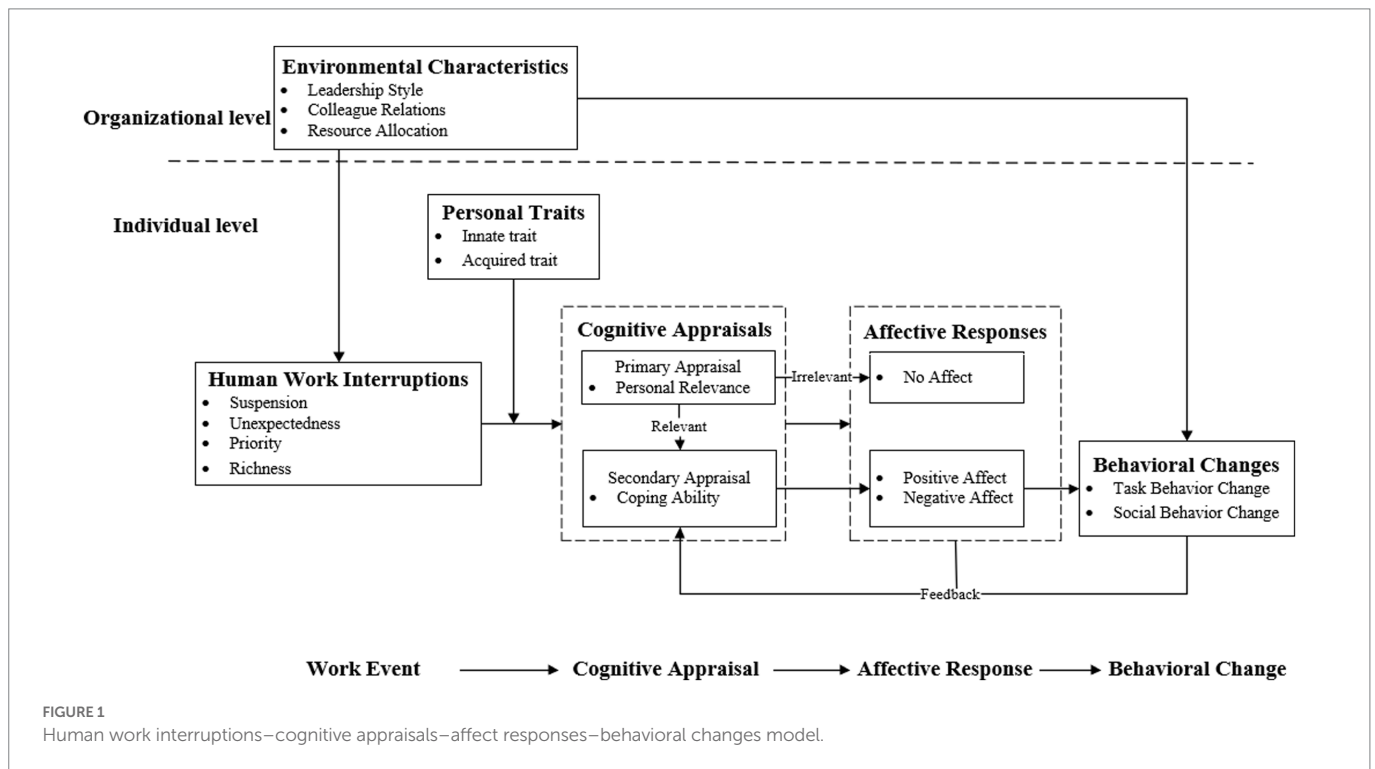 Environmental Characteristics
• Leadership Style
• Colleague Relations
• Resource Allocation
Organizational level
Individual level
Personal Traits
• Innate trait
• Acquired trait
Human Work Interruptions
• Suspension
• Unexpectedness
• Priority
• Richness
Cognitive Appraisals
Primary Appraisal
• Personal Relevance
Irrelevant
Relevant
Secondary Appraisal
• Coping Ability
Affective Responses
• No Affect
• Positive Affect
• Negative Affect
Behavioral Changes
• Task Behavior Change
• Social Behavior Change
Feedback
Work Event
Cognitive Appraisal
Affective Response
Behavioral Change
FIGURE 1
Human work interruptions–cognitive appraisals–affect responses–behavioral changes model.